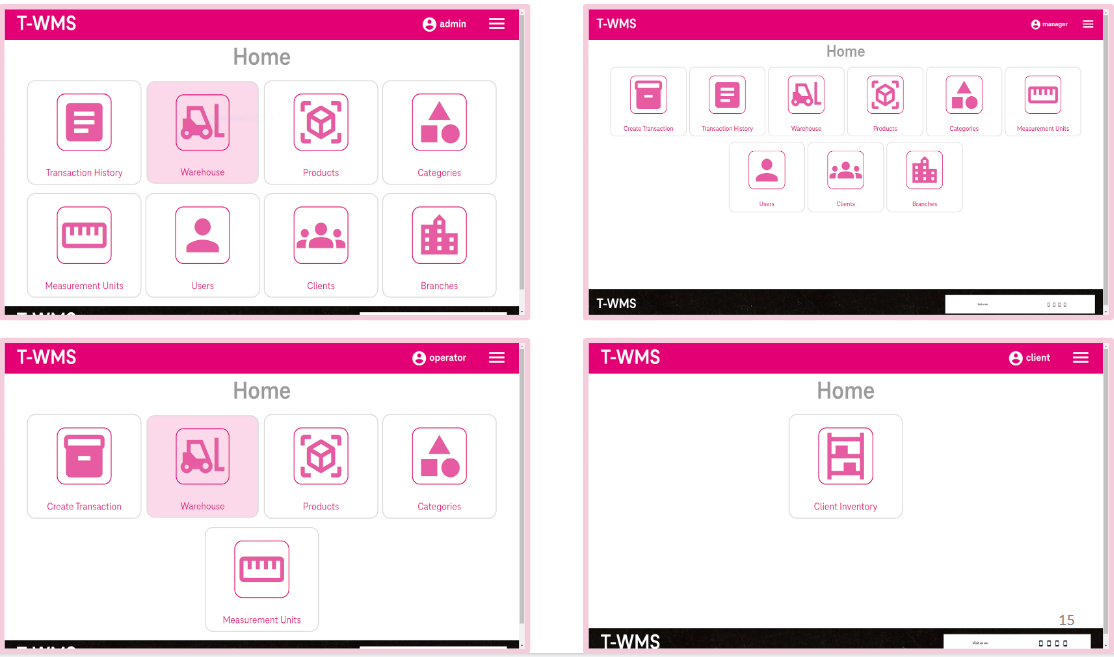 T-WMS
admin
Home
Transaction History
Warehouse
Products
Categories
Measurement Units
Users
Clients
Branches
T-WMS
T-WMS
manager
Home
Create Transaction
Transaction History
Warehouse
Products
Categories
Measurement Units
Users
Clients
Branches
T-WMS
T-WMS
operator
Home
Create Transaction
Warehouse
Products
Categories
Measurement Units
T-WMS
T-WMS
client
Home
Client Inventory
15
T-WMS